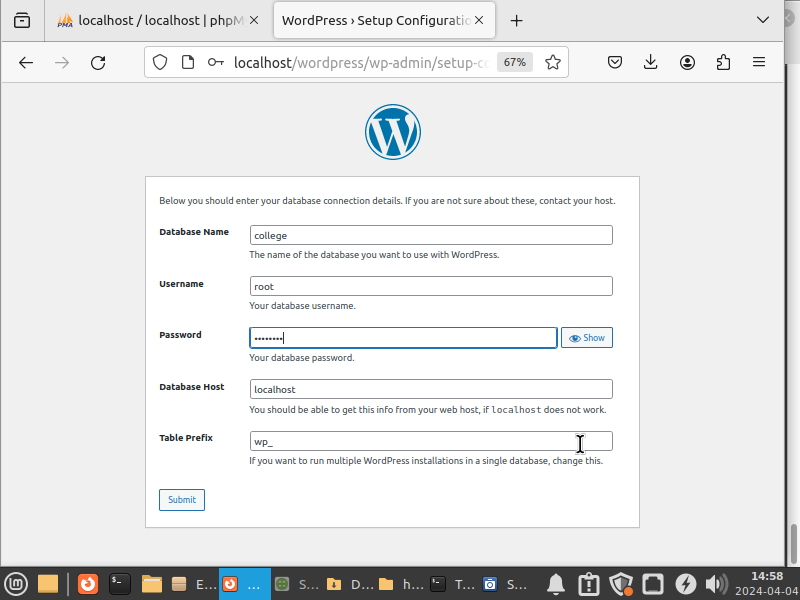 localhost / localhost | phpM
WordPress › Setup Configuratio
localhost/wordpress/wp-admin/setup-co
67%
Below you should enter your database connection details. If you are not sure about these, contact your host.
Database Name
college
The name of the database you want to use with WordPress.
Username
root
Your database username.
Password
••••••••
Show
Your database password.
Database Host
localhost
You should be able to get this info from your web host, if localhost does not work.
Table Prefix
wp_
If you want to run multiple WordPress installations in a single database, change this.
Submit
E... ... S... D... h... T... S...
14:58
2024-04-04